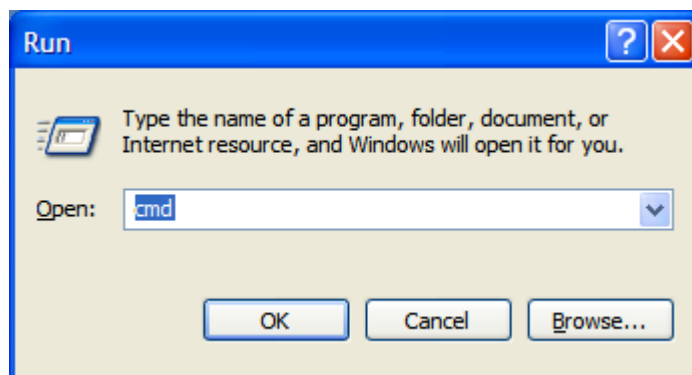 Run
Type the name of a program, folder, document, or
Internet resource, and Windows will open it for you.
Open: cmd
OK Cancel Browse...